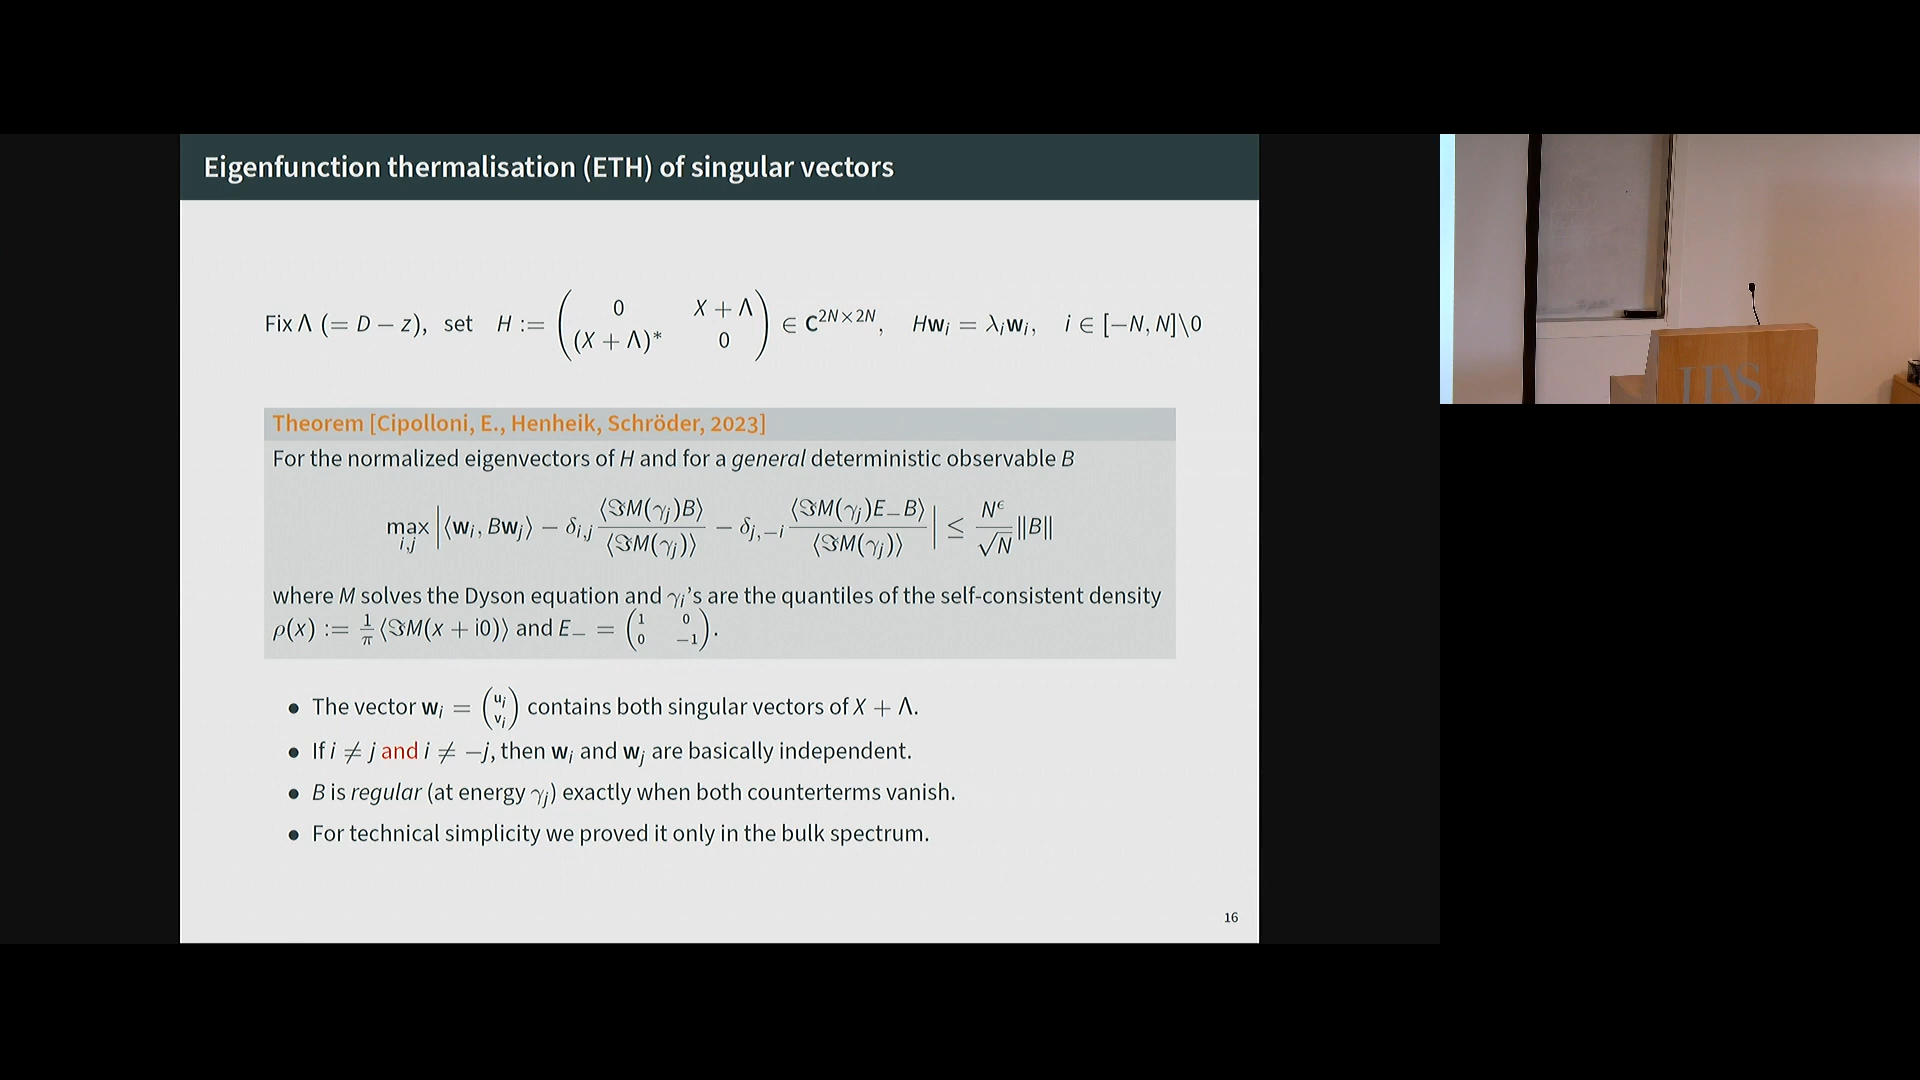 Eigenfunction thermalisation (ETH) of singular vectors
Fix Λ (= D − z), set H := ( 0 X + Λ ; (X + Λ)* 0 ) ∈ C^{2N×2N}, Hw_i = λ_i w_i, i ∈ [−N, N]\0
Theorem [Cipolloni, E., Henheik, Schröder, 2023]
For the normalized eigenvectors of H and for a general deterministic observable B
max_{i,j} | ⟨w_i, Bw_j⟩ − δ_{i,j} ⟨ℑM(γ_j)B⟩ / ⟨ℑM(γ_j)⟩ − δ_{j,−i} ⟨ℑM(γ_j)E_−B⟩ / ⟨ℑM(γ_j)⟩ | ≤ N^ϵ / √N ‖B‖
where M solves the Dyson equation and γ_i's are the quantiles of the self-consistent density
ρ(x) := 1/π ⟨ℑM(x + i0)⟩ and E_− = ( 1 0 ; 0 −1 ).
• The vector w_i = ( u_i ; v_i ) contains both singular vectors of X + Λ.
• If i ≠ j and i ≠ −j, then w_i and w_j are basically independent.
• B is regular (at energy γ_j) exactly when both counterterms vanish.
• For technical simplicity we proved it only in the bulk spectrum.
16